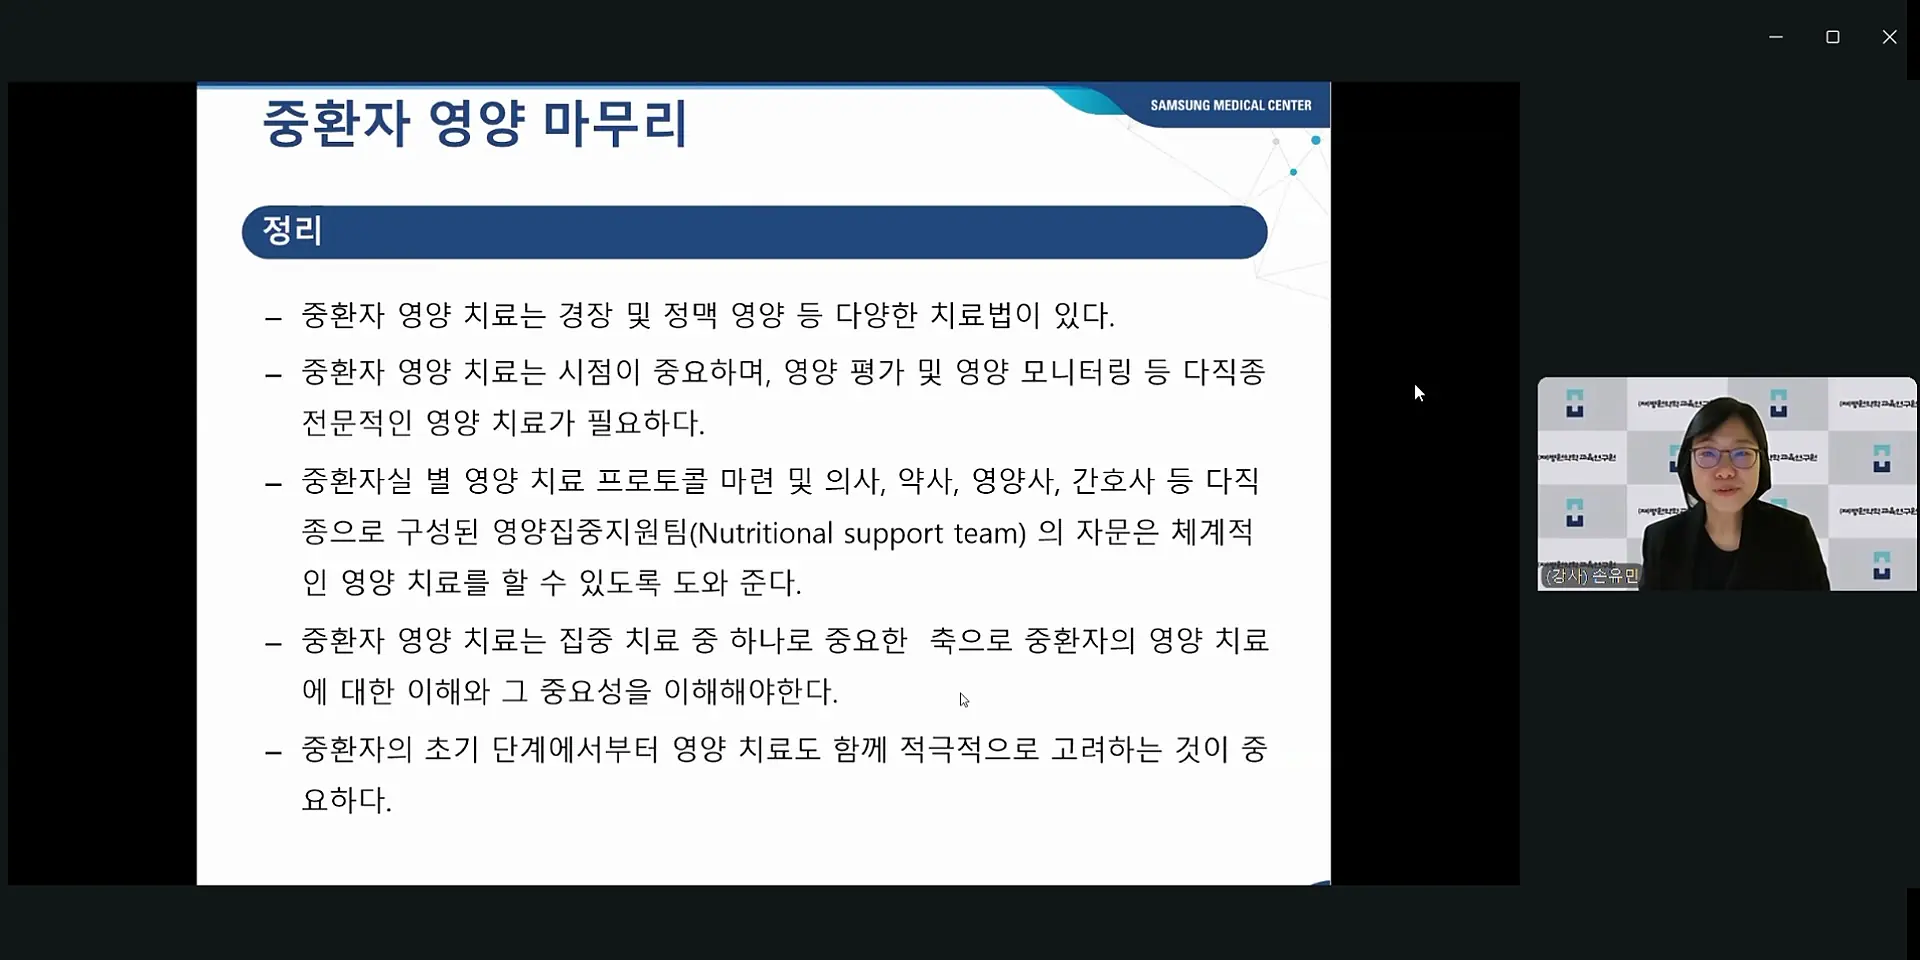 중환자 영양 마무리
SAMSUNG MEDICAL CENTER
정리
– 중환자 영양 치료는 경장 및 정맥 영양 등 다양한 치료법이 있다.
– 중환자 영양 치료는 시점이 중요하며, 영양 평가 및 영양 모니터링 등 다직종
전문적인 영양 치료가 필요하다.
– 중환자실 별 영양 치료 프로토콜 마련 및 의사, 약사, 영양사, 간호사 등 다직
종으로 구성된 영양집중지원팀(Nutritional support team) 의 자문은 체계적
인 영양 치료를 할 수 있도록 도와 준다.
– 중환자 영양 치료는 집중 치료 중 하나로 중요한  축으로 중환자의 영양 치료
에 대한 이해와 그 중요성을 이해해야한다.
– 중환자의 초기 단계에서부터 영양 치료도 함께 적극적으로 고려하는 것이 중
요하다.
(재)병원약학교육연구원
(강사) 손유민